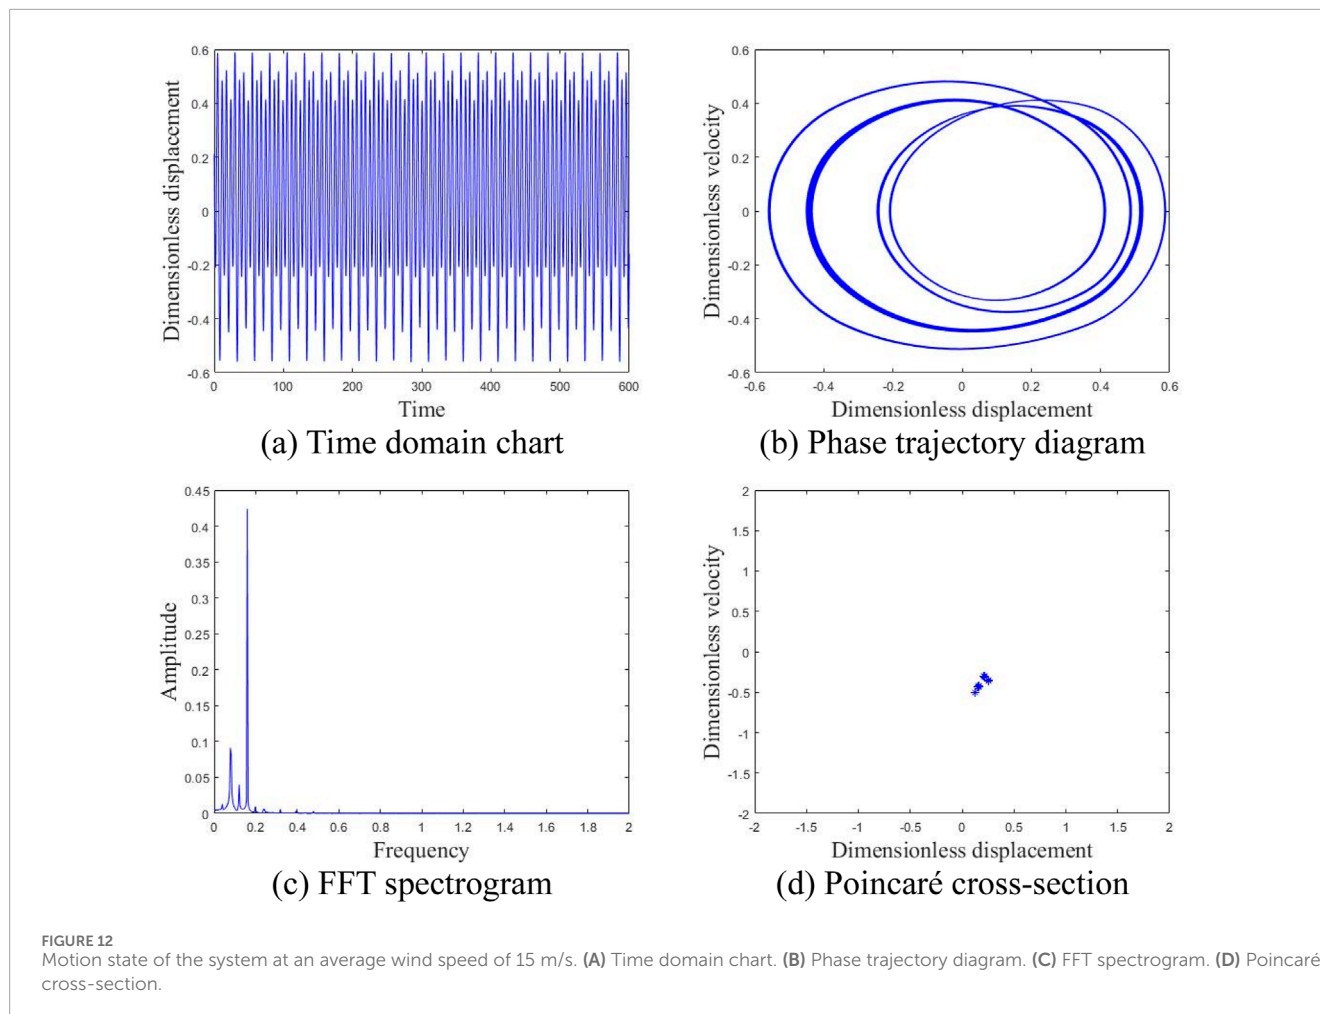 0.6
0.4
0.2
0
-0.2
-0.4
-0.6
0 100 200 300 400 500 600
Dimensionless displacement
Time
(a) Time domain chart
0.6
0.4
0.2
0
-0.2
-0.4
-0.6
-0.6 -0.4 -0.2 0 0.2 0.4 0.6
Dimensionless velocity
Dimensionless displacement
(b) Phase trajectory diagram
0.45
0.4
0.35
0.3
0.25
0.2
0.15
0.1
0.05
0
0 0.2 0.4 0.6 0.8 1 1.2 1.4 1.6 1.8 2
Amplitude
Frequency
(c) FFT spectrogram
2
1.5
1
0.5
0
-0.5
-1
-1.5
-2
-2 -1.5 -1 -0.5 0 0.5 1 1.5 2
Dimensionless velocity
Dimensionless displacement
(d) Poincaré cross-section
FIGURE 12
Motion state of the system at an average wind speed of 15 m/s. (A) Time domain chart. (B) Phase trajectory diagram. (C) FFT spectrogram. (D) Poincaré
cross-section.